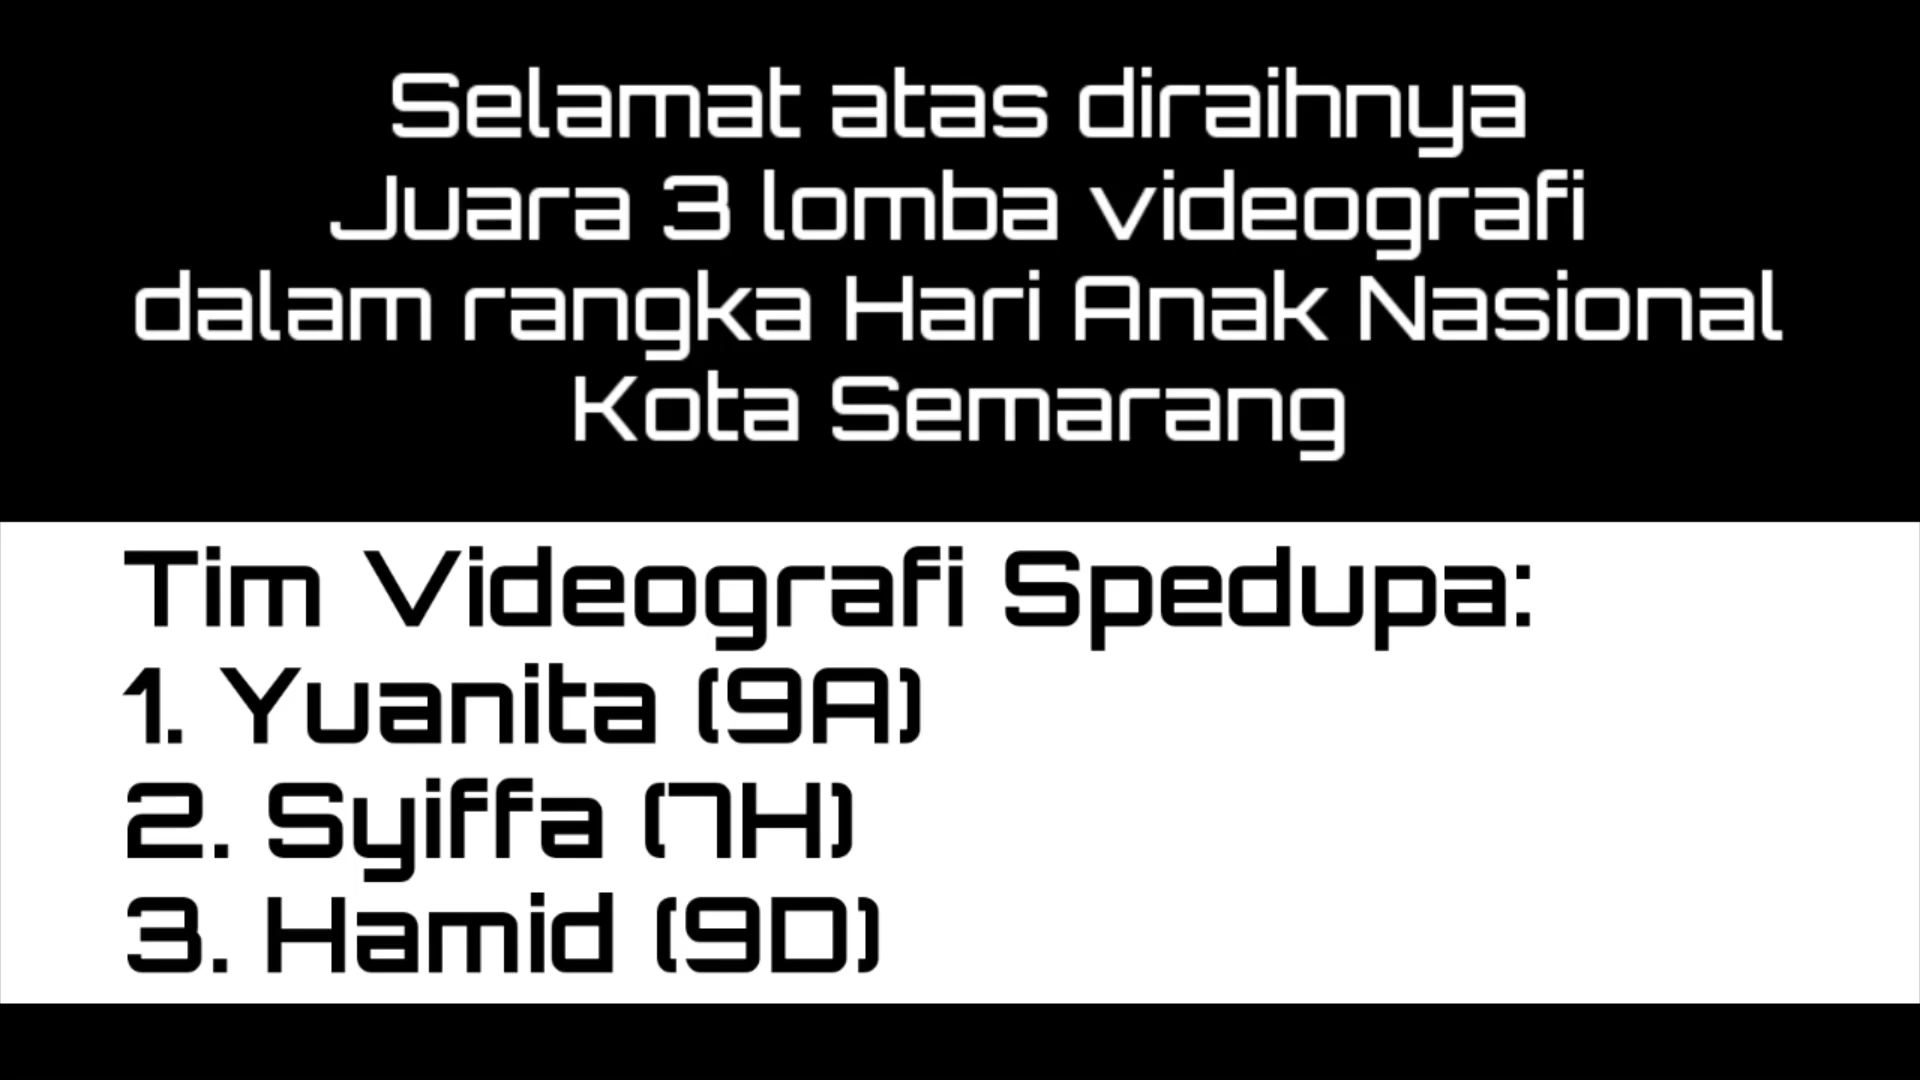 Selamat atas diraihnya
Juara 3 lomba videografi
dalam rangka Hari Anak Nasional
Kota Semarang
Tim Videografi Spedupa:
1. Yuanita (9A)
2. Syiffa (7H)
3. Hamid (9D)